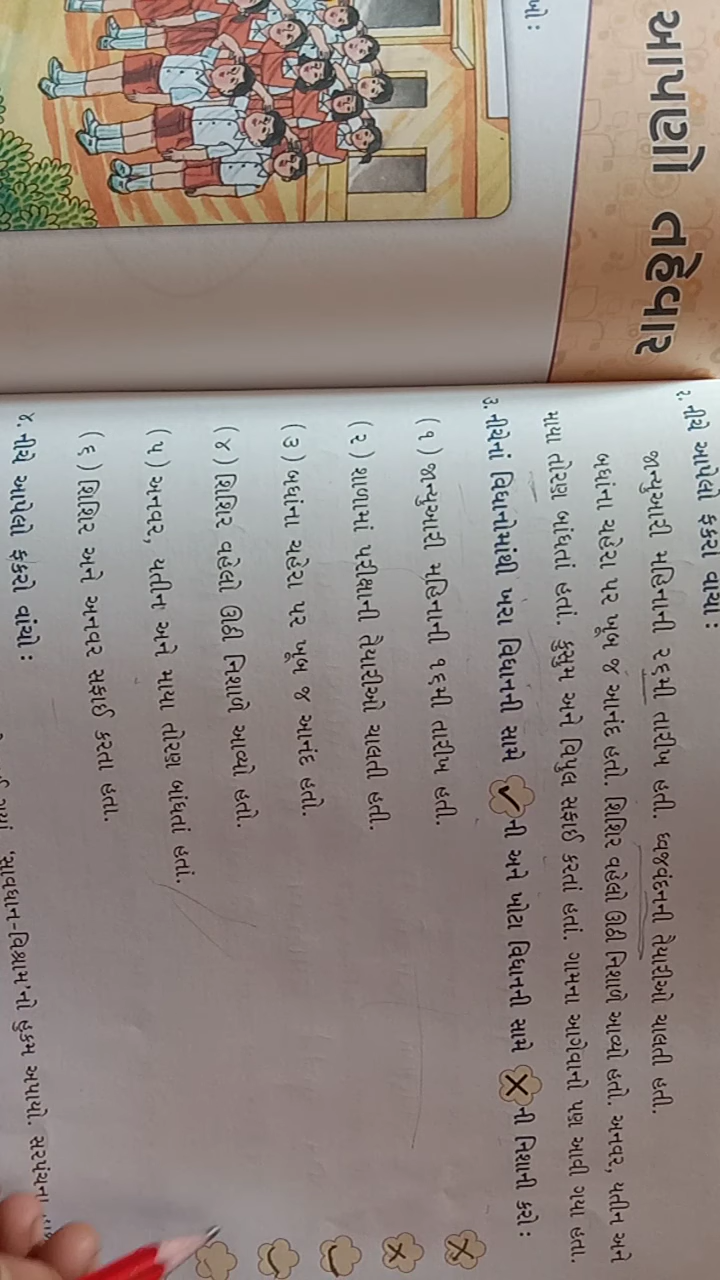 આપણો તહેવાર
૨. નીચે આપેલો ફકરો વાંચો :
જાન્યુઆરી મહિનાની ૨૬મી તારીખ હતી. ધ્વજવંદનની તૈયારીઓ ચાલતી હતી.
બધાંના ચહેરા પર ખૂબ જ આનંદ હતો. શિશિર વહેલો ઊઠી નિશાળે આવ્યો હતો. અનવર, યતીન અને
માયા તોરણ બાંધતાં હતાં. કુસુમ અને વિપુલ સફાઈ કરતાં હતાં. ગામના આગેવાનો પણ આવી ગયા હતા.
૩. નીચેનાં વિધાનોમાંથી ખરા વિધાનની સામે ✓ ની અને ખોટા વિધાનની સામે ✗ ની નિશાની કરો :
(૧) જાન્યુઆરી મહિનાની ૧૬મી તારીખ હતી. ✗
(૨) શાળામાં પરીક્ષાની તૈયારીઓ ચાલતી હતી. ✗
(૩) બધાંના ચહેરા પર ખૂબ જ આનંદ હતો. ✓
(૪) શિશિર વહેલો ઊઠી નિશાળે આવ્યો હતો. ✓
(૫) અનવર, યતીન અને માયા તોરણ બાંધતાં હતાં.
(૬) શિશિર અને અનવર સફાઈ કરતા હતા.
૪. નીચે આપેલો ફકરો વાંચો :
'સાવધાન-વિશ્રામ'નો હુકમ અપાયો. સરપંચના